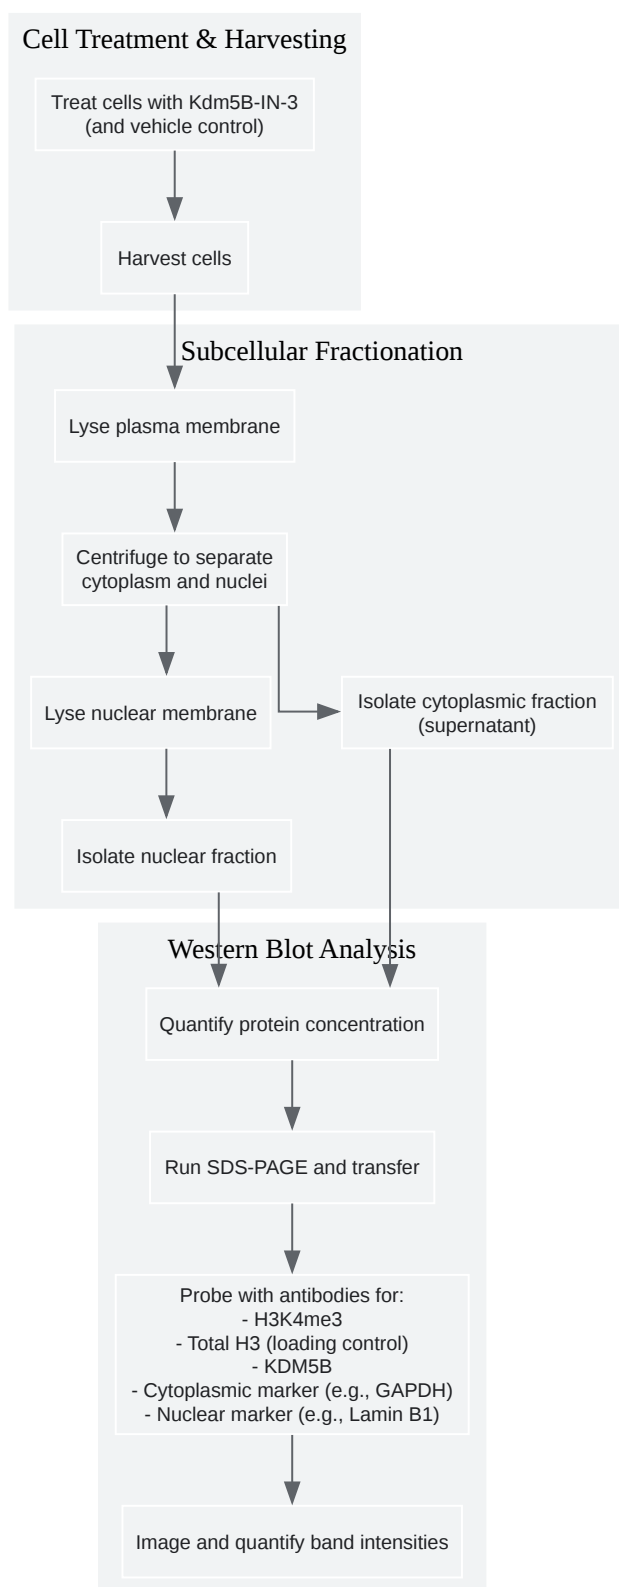 Cell Treatment & Harvesting
Treat cells with Kdm5B-IN-3
(and vehicle control)
Harvest cells
Subcellular Fractionation
Lyse plasma membrane
Centrifuge to separate
cytoplasm and nuclei
Lyse nuclear membrane
Isolate cytoplasmic fraction
(supernatant)
Isolate nuclear fraction
Western Blot Analysis
Quantify protein concentration
Run SDS-PAGE and transfer
Probe with antibodies for:
- H3K4me3
- Total H3 (loading control)
- KDM5B
- Cytoplasmic marker (e.g., GAPDH)
- Nuclear marker (e.g., Lamin B1)
Image and quantify band intensities